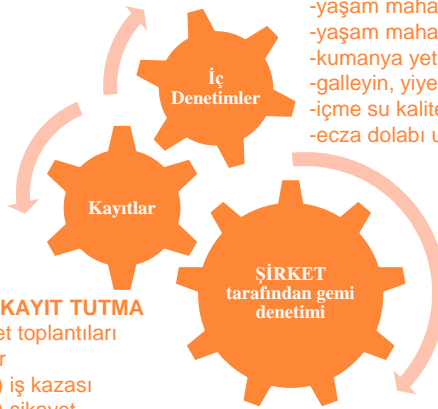 -yaşam maha
-yaşam maha
-kumanya yet
-galleyin, yiye
-içme su kalite
-ecza dolabı u
İç
Denetimler
Kayıtlar
ŞİRKET
tarafından gemi
denetimi
KAYIT TUTMA
et toplantıları
iş kazası